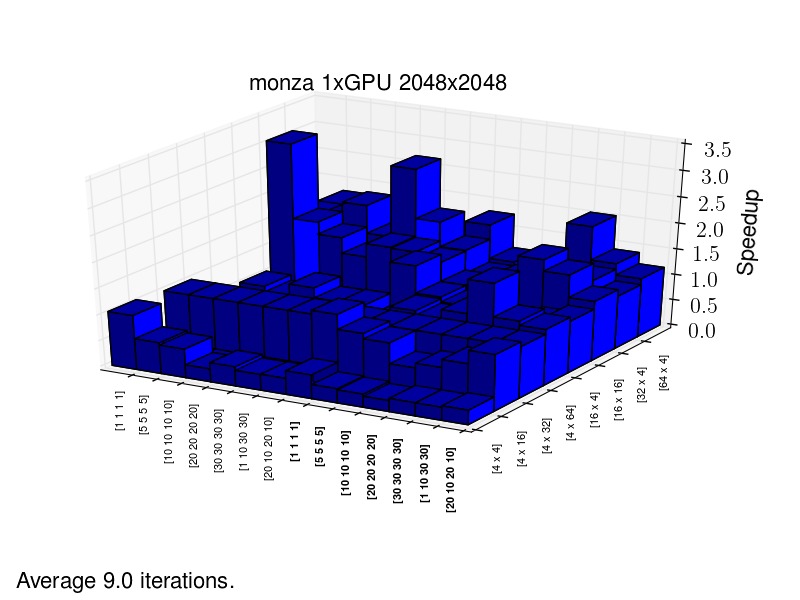 monza 1xGPU 2048x2048
3.5
3.0
2.5
2.0
1.5
1.0
0.5
0.0
Speedup
[1 1 1 1]
[5 5 5 5]
[10 10 10 10]
[20 20 20 20]
[30 30 30 30]
[1 10 30 30]
[20 10 20 10]
[1 1 1 1]
[5 5 5 5]
[10 10 10 10]
[20 20 20 20]
[30 30 30 30]
[1 10 30 30]
[20 10 20 10]
[4 x 4]
[4 x 16]
[4 x 32]
[4 x 64]
[16 x 4]
[16 x 16]
[32 x 4]
[64 x 4]
Average 9.0 iterations.